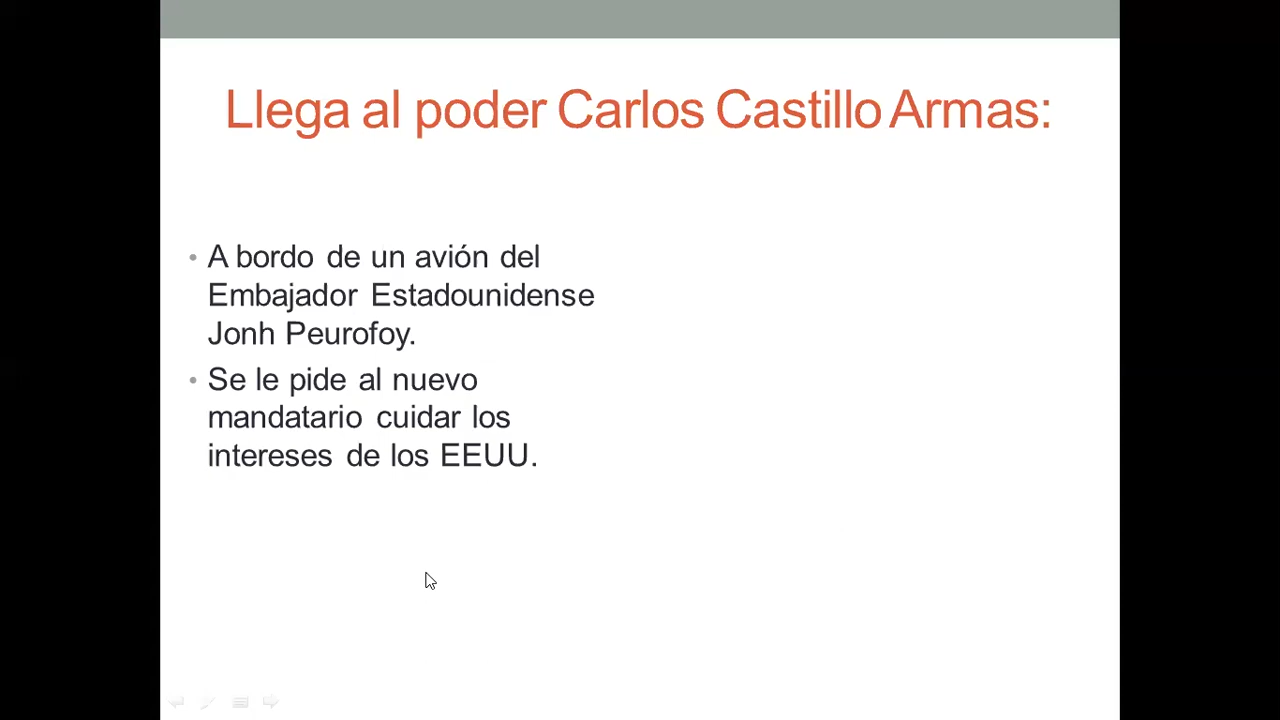 Llega al poder Carlos Castillo Armas:
• A bordo de un avión del
Embajador Estadounidense
Jonh Peurofoy.
• Se le pide al nuevo
mandatario cuidar los
intereses de los EEUU.